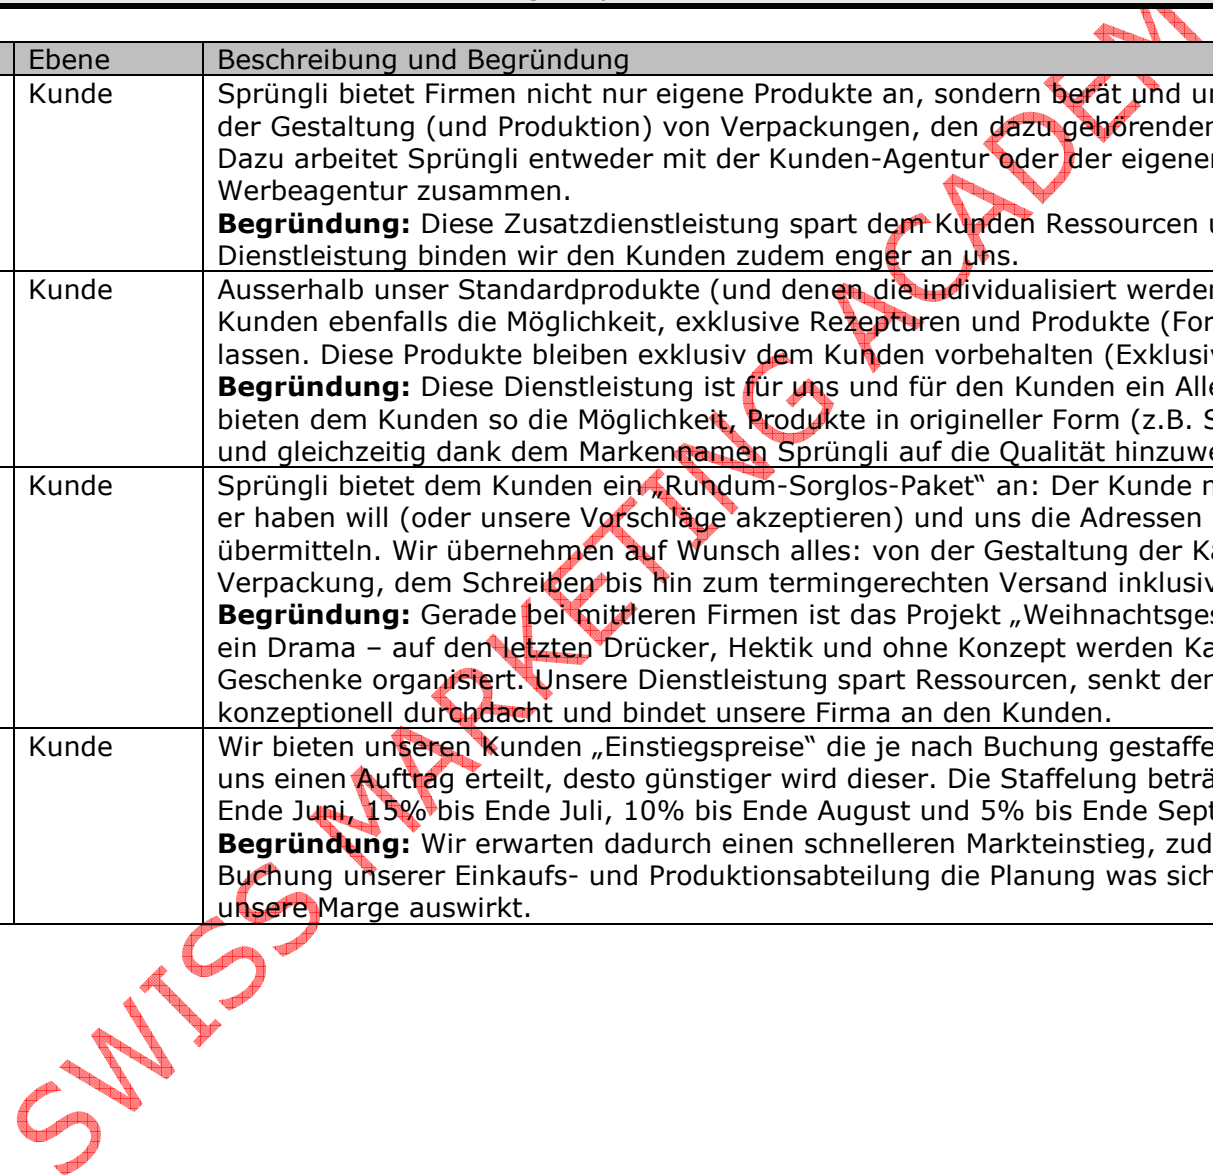 Ebene Beschreibung und Begründung
Kunde Sprüngli bietet Firmen nicht nur eigene Produkte an, sondern berät und
der Gestaltung (und Produktion) von Verpackungen, den dazu gehörenden
Dazu arbeitet Sprüngli entweder mit der Kunden-Agentur oder der eigenen
Werbeagentur zusammen.
Begründung: Diese Zusatzdienstleistung spart dem Kunden Ressourcen
Dienstleistung binden wir den Kunden zudem enger an uns.
Kunde Ausserhalb unser Standardprodukte (und denen die individualisiert werden
Kunden ebenfalls die Möglichkeit, exklusive Rezepturen und Produkte (For
lassen. Diese Produkte bleiben exklusiv dem Kunden vorbehalten (Exklusiv
Begründung: Diese Dienstleistung ist für uns und für den Kunden ein Alle
bieten dem Kunden so die Möglichkeit, Produkte in origineller Form (z.B. S
und gleichzeitig dank dem Markennamen Sprüngli auf die Qualität hinzuwe
Kunde Sprüngli bietet dem Kunden ein „Rundum-Sorglos-Paket“ an: Der Kunde
er haben will (oder unsere Vorschläge akzeptieren) und uns die Adressen
übermitteln. Wir übernehmen auf Wunsch alles: von der Gestaltung der Ka
Verpackung, dem Schreiben bis hin zum termingerechten Versand inklusiv
Begründung: Gerade bei mittleren Firmen ist das Projekt „Weihnachtsges
ein Drama – auf den letzten Drücker, Hektik und ohne Konzept werden Ka
Geschenke organisiert. Unsere Dienstleistung spart Ressourcen, senkt den
konzeptionell durchdacht und bindet unsere Firma an den Kunden.
Kunde Wir bieten unseren Kunden „Einstiegspreise“ die je nach Buchung gestaffe
uns einen Auftrag erteilt, desto günstiger wird dieser. Die Staffelung beträ
Ende Juni, 15% bis Ende Juli, 10% bis Ende August und 5% bis Ende Sept
Begründung: Wir erwarten dadurch einen schnelleren Markteinstieg, zud
Buchung unserer Einkaufs- und Produktionsabteilung die Planung was sich
unsere Marge auswirkt.
SWISS MARKETING ACADEM